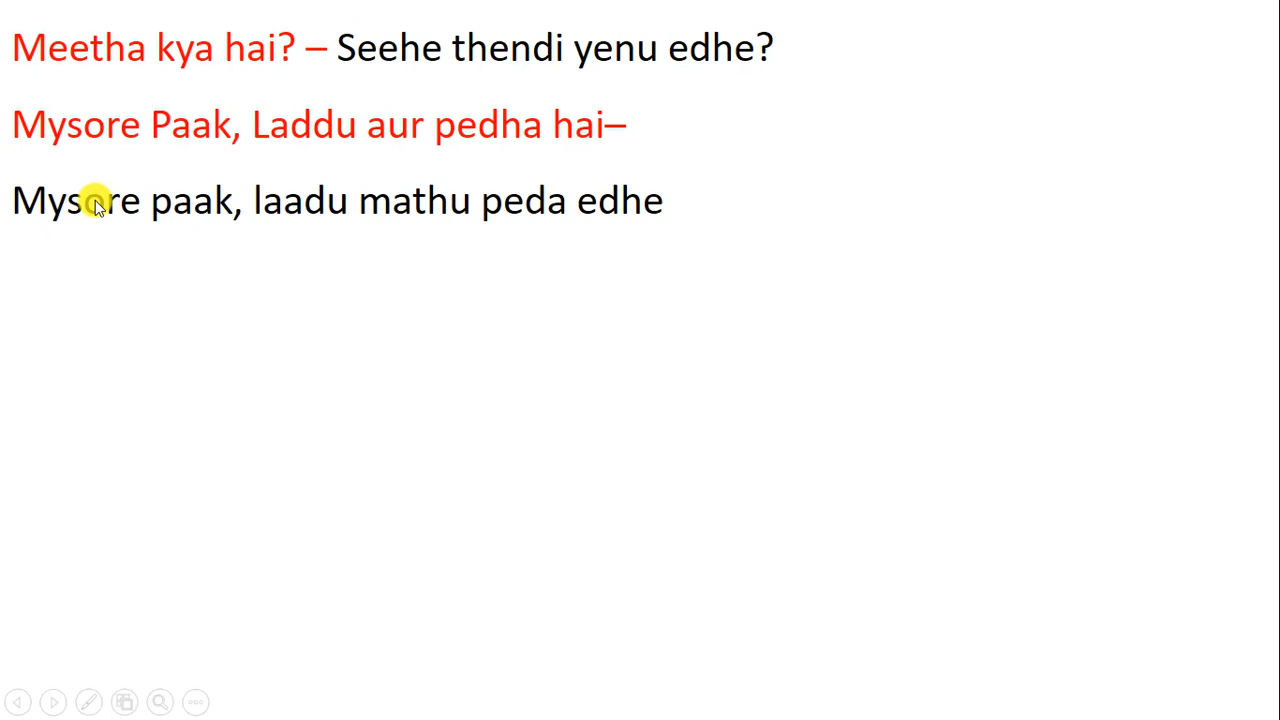 Meetha kya hai? – Seehe thendi yenu edhe?
Mysore Paak, Laddu aur pedha hai–
Mysore paak, laadu mathu peda edhe